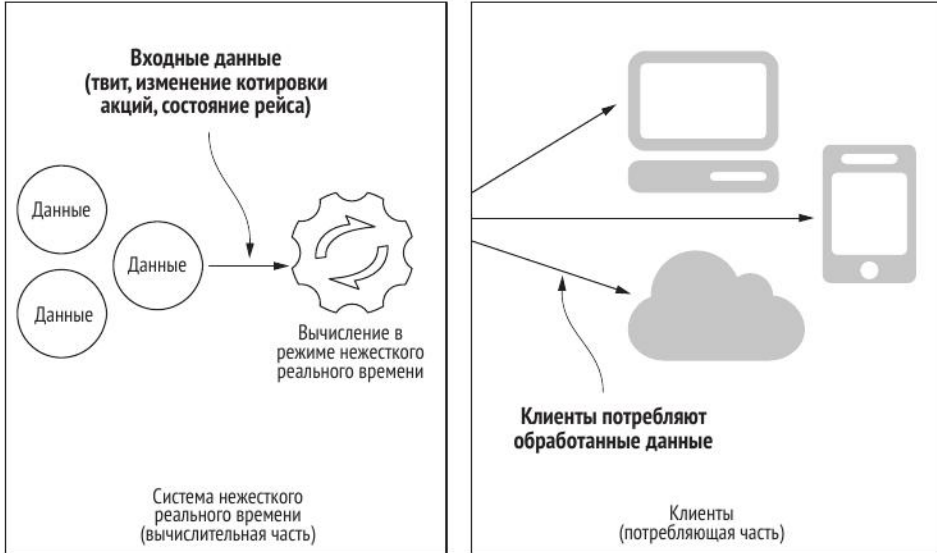 Входные данные
(твит, изменение котировки
акций, состояние рейса)
Данные
Данные
Данные
Вычисление в
режиме нежесткого
реального времени
Система нежесткого
реального времени
(вычислительная часть)
Клиенты потребляют
обработанные данные
Клиенты
(потребляющая часть)